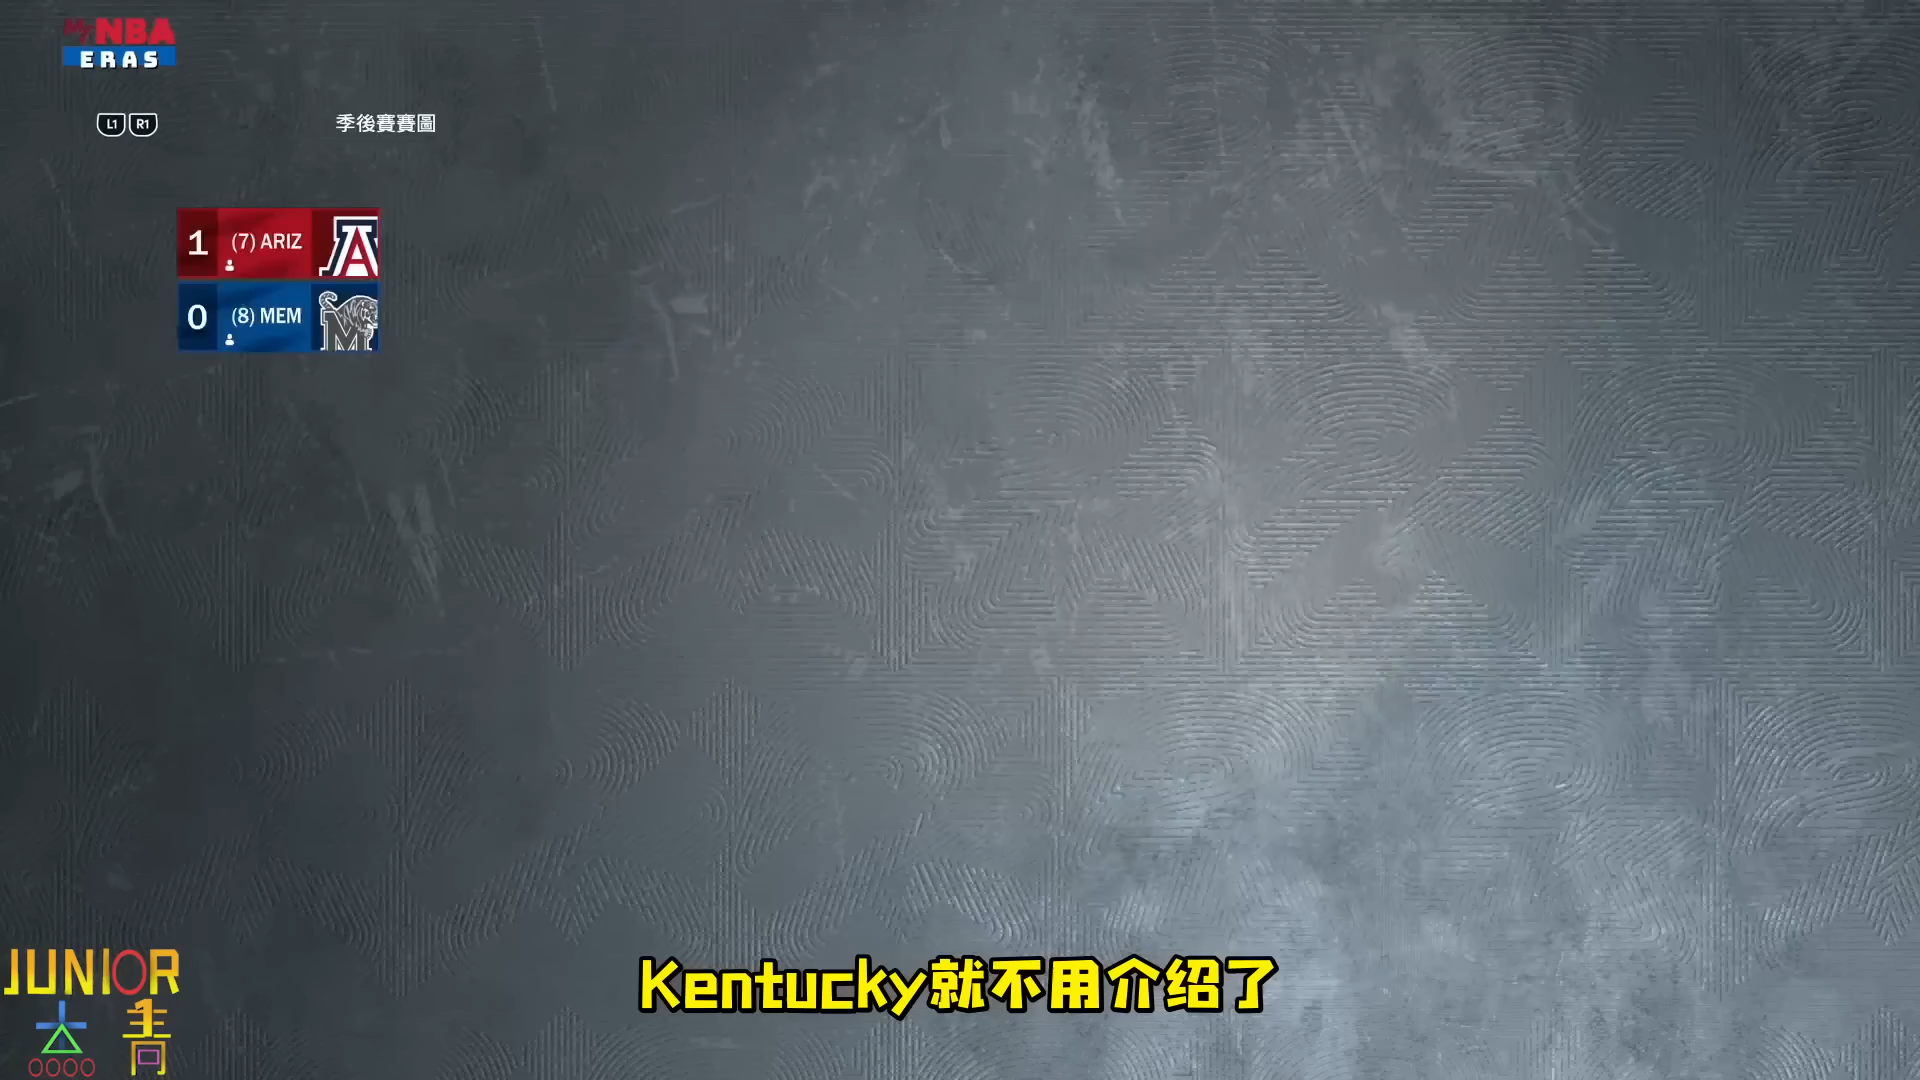 MyNBA
ERAS
L1 R1
季後賽賽圖
1 (7) ARIZ
0 (8) MEM
Kentucky就不用介绍了
JUNIOR